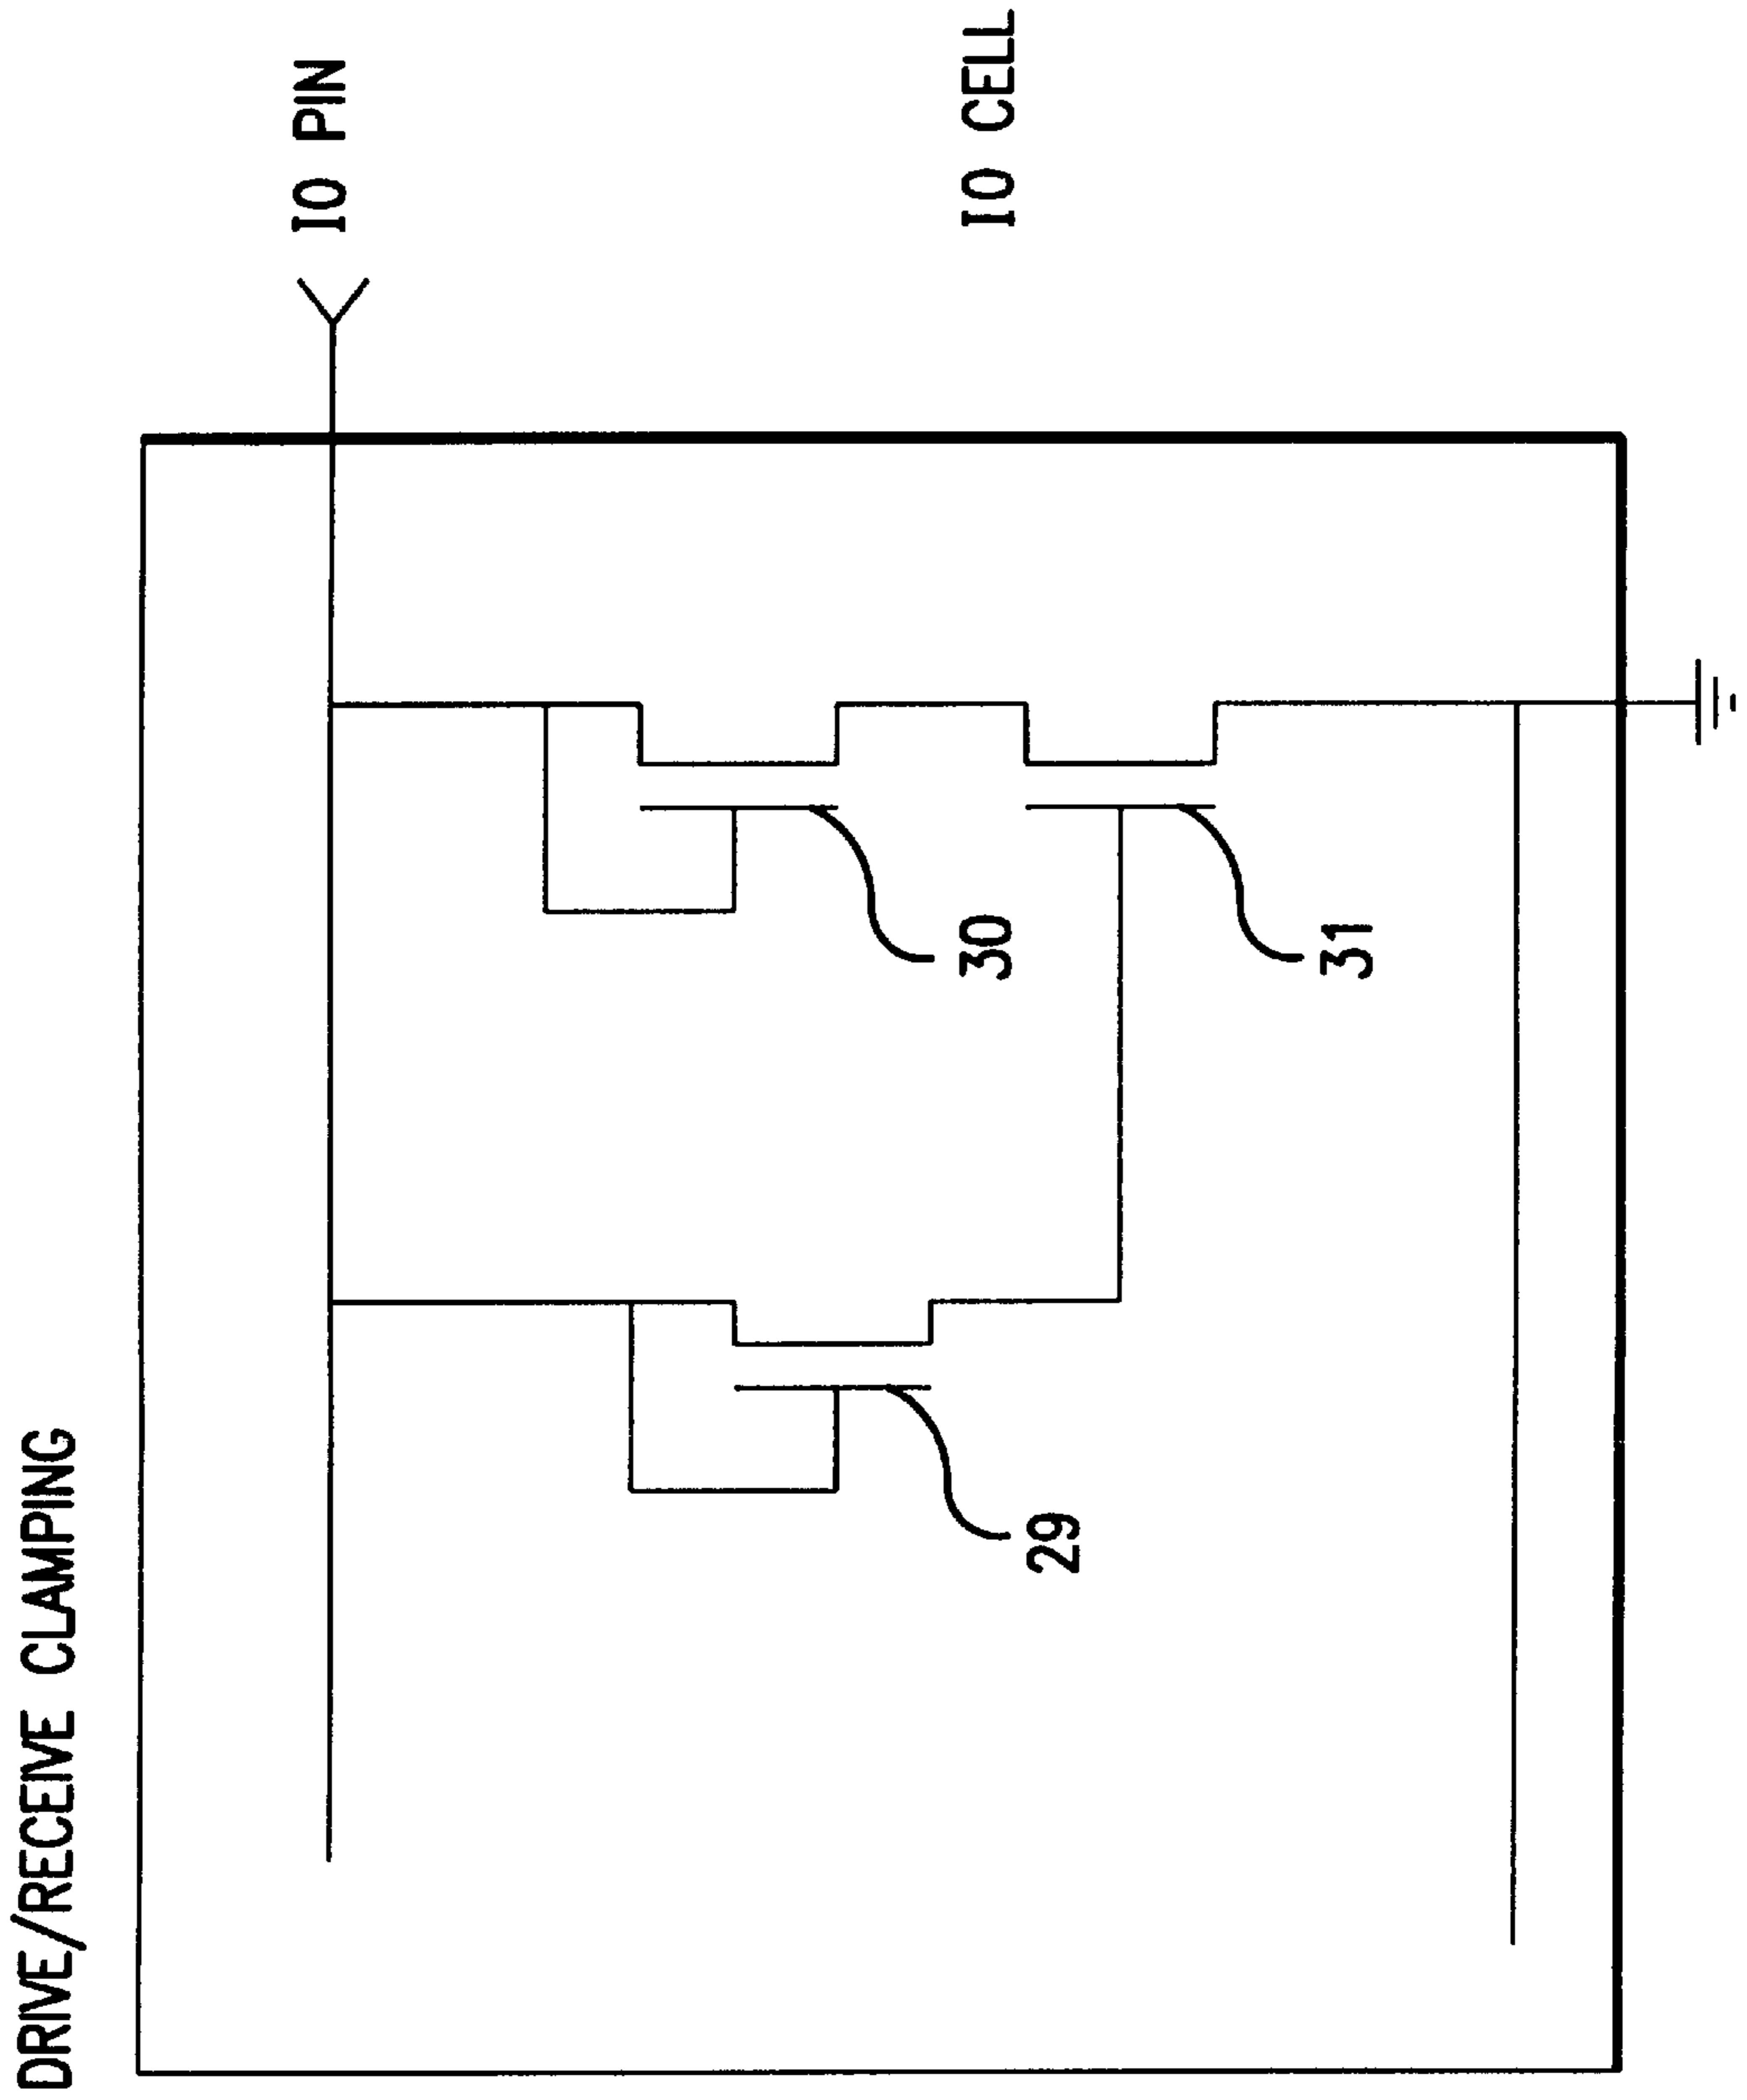 DRIVE/RECEIVE CLAMPING
IO PIN
IO CELL
29
30
31